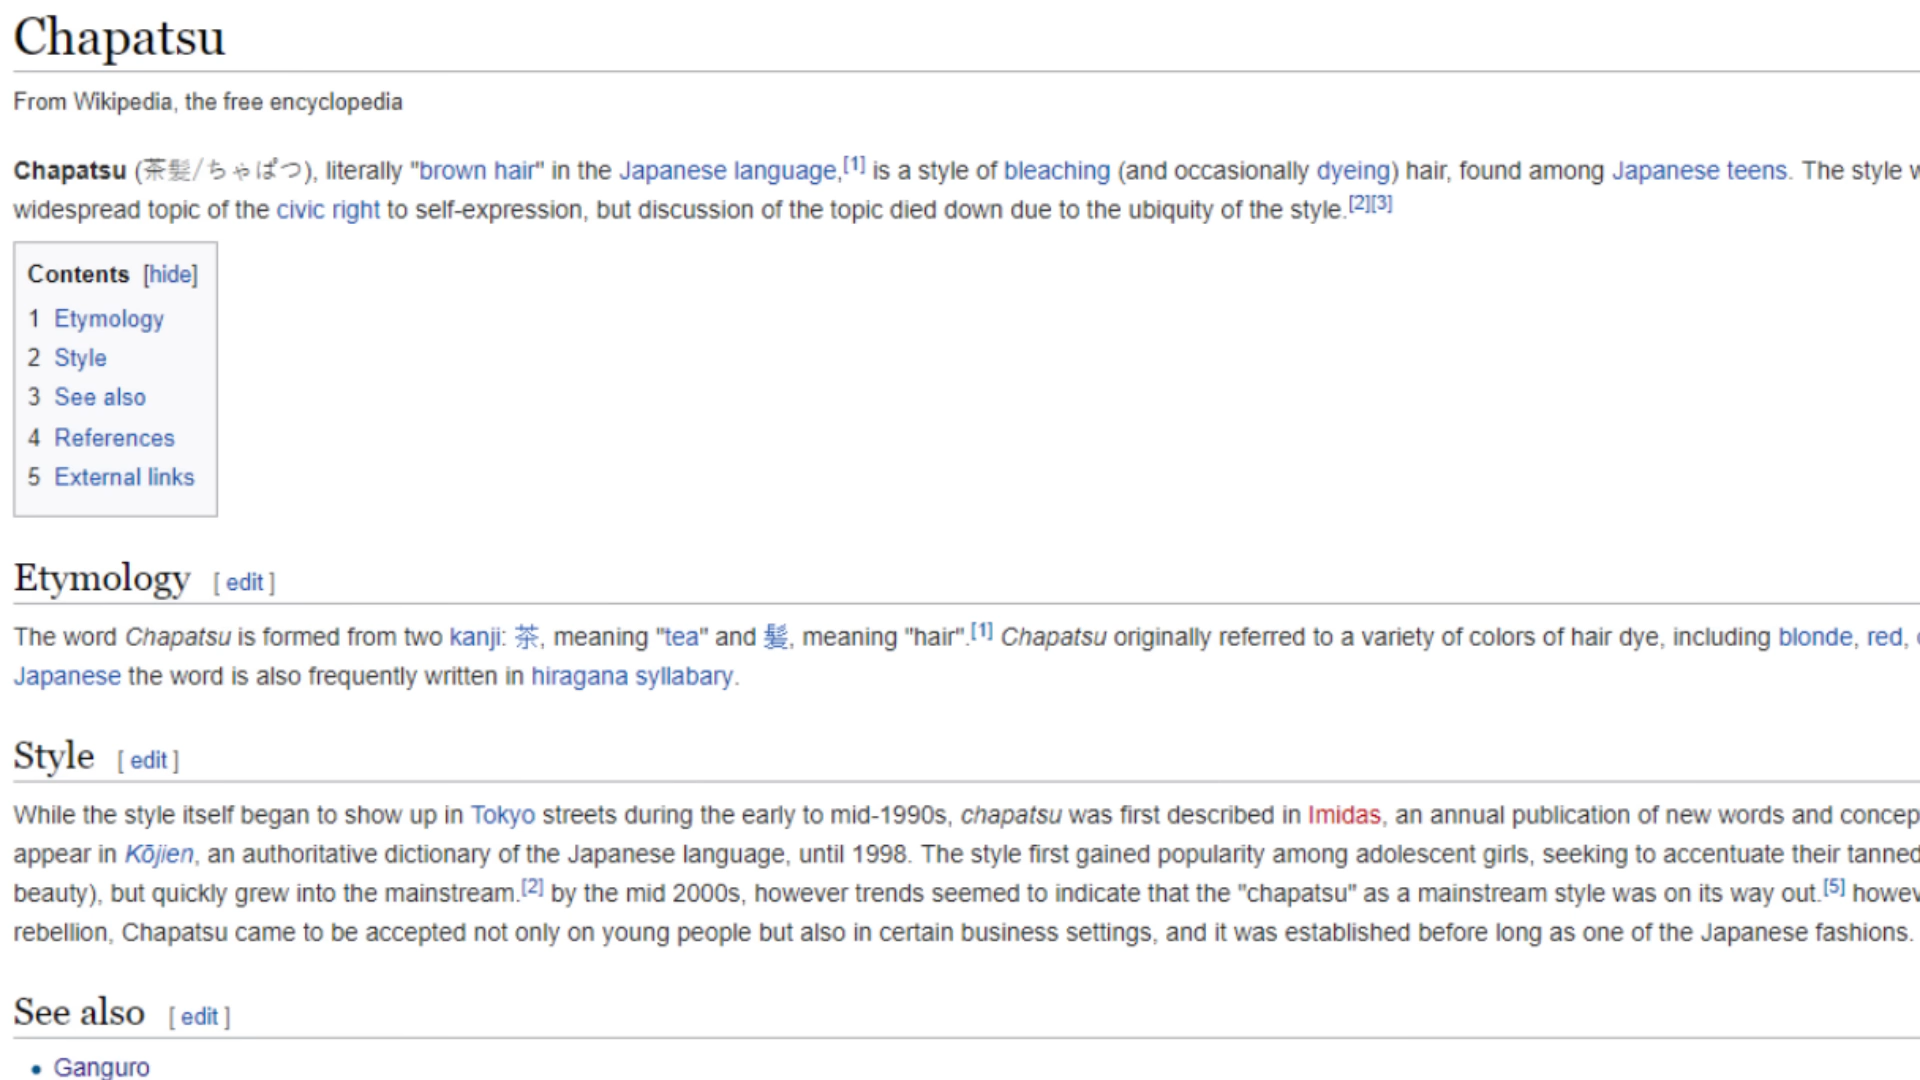 Chapatsu
From Wikipedia, the free encyclopedia
Chapatsu (茶髪/ちゃぱつ), literally "brown hair" in the Japanese language,[1] is a style of bleaching (and occasionally dyeing) hair, found among Japanese teens. The style
widespread topic of the civic right to self-expression, but discussion of the topic died down due to the ubiquity of the style.[2][3]
Contents [hide]
1 Etymology
2 Style
3 See also
4 References
5 External links
Etymology [ edit ]
The word Chapatsu is formed from two kanji: 茶, meaning "tea" and 髪, meaning "hair".[1] Chapatsu originally referred to a variety of colors of hair dye, including blonde, red,
Japanese the word is also frequently written in hiragana syllabary.
Style [ edit ]
While the style itself began to show up in Tokyo streets during the early to mid-1990s, chapatsu was first described in Imidas, an annual publication of new words and concep
appear in Kōjien, an authoritative dictionary of the Japanese language, until 1998. The style first gained popularity among adolescent girls, seeking to accentuate their tanned
beauty), but quickly grew into the mainstream.[2] by the mid 2000s, however trends seemed to indicate that the "chapatsu" as a mainstream style was on its way out.[5] howev
rebellion, Chapatsu came to be accepted not only on young people but also in certain business settings, and it was established before long as one of the Japanese fashions.
See also [ edit ]
• Ganguro